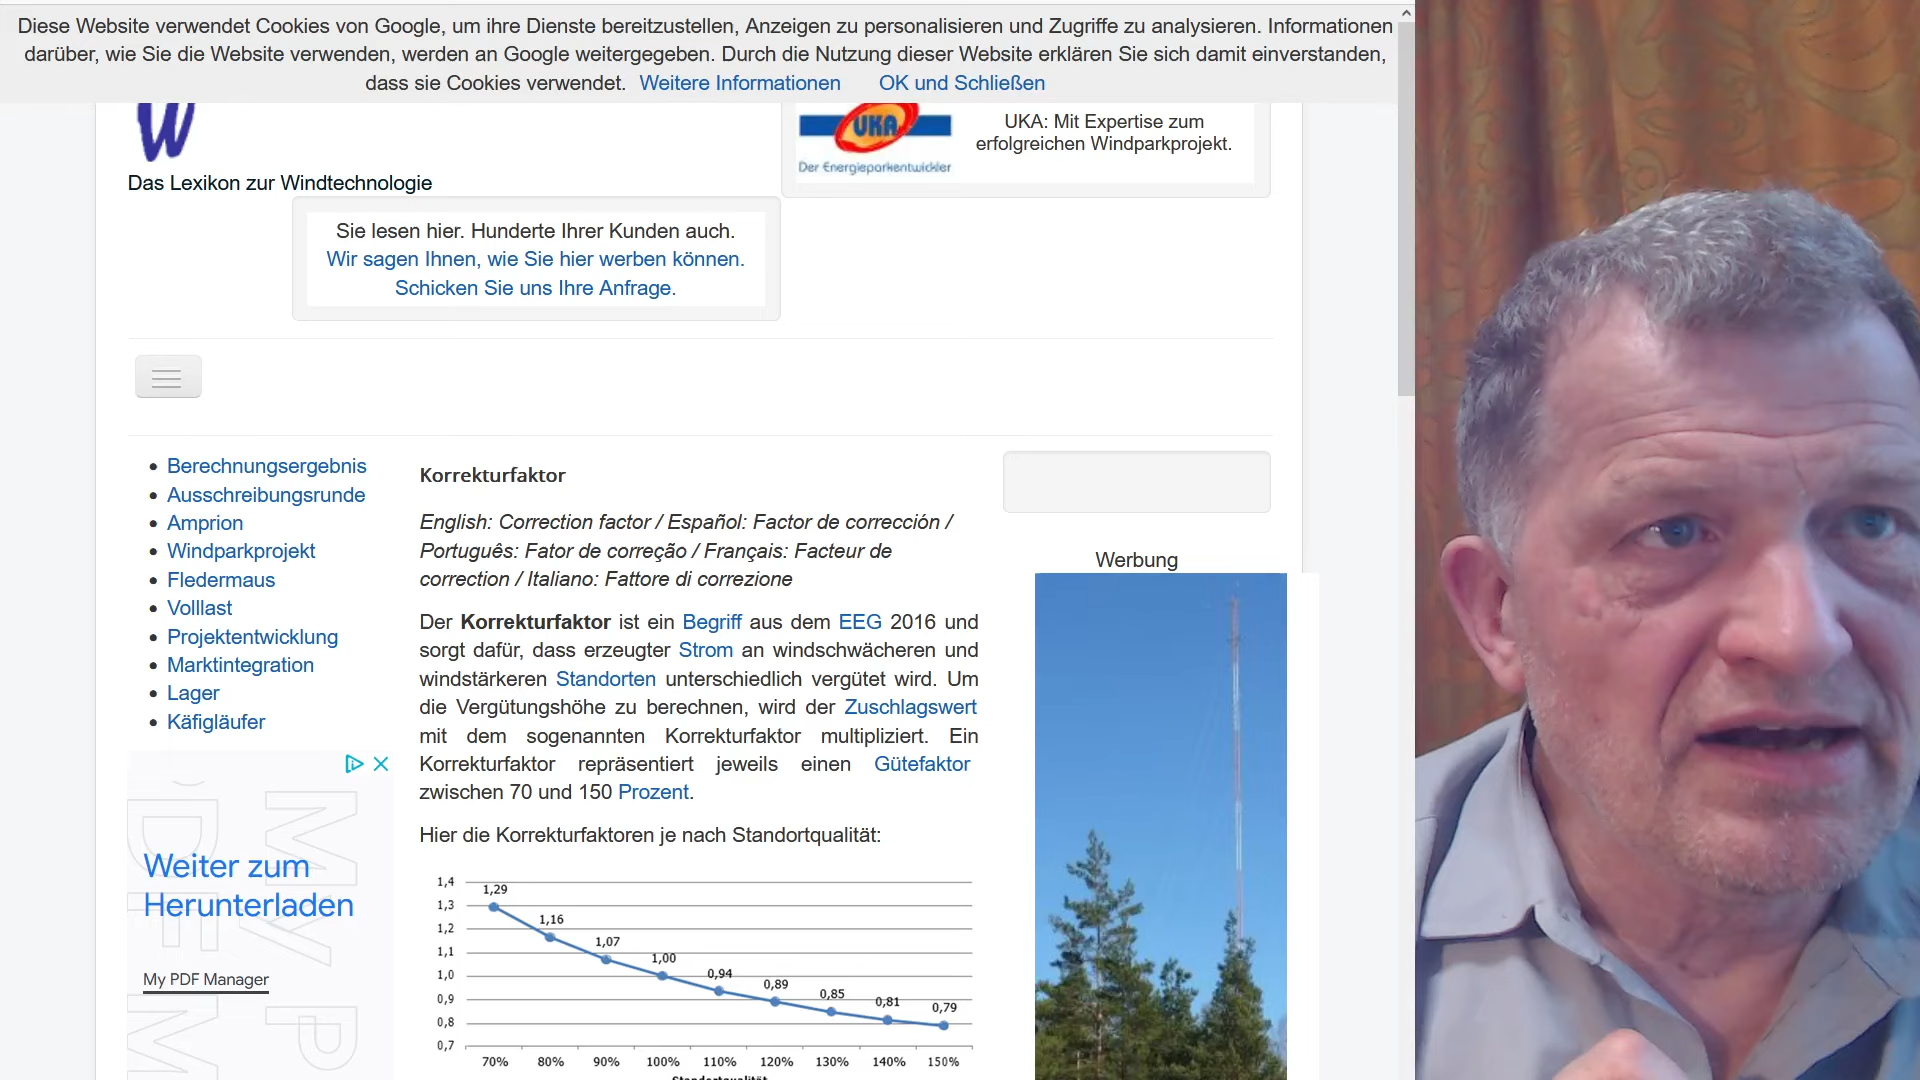 Diese Website verwendet Cookies von Google, um ihre Dienste bereitzustellen, Anzeigen zu personalisieren und Zugriffe zu analysieren. Informationen
darüber, wie Sie die Website verwenden, werden an Google weitergegeben. Durch die Nutzung dieser Website erklären Sie sich damit einverstanden,
dass sie Cookies verwendet. Weitere Informationen OK und Schließen
W
Das Lexikon zur Windtechnologie
UKA
Der Energieparkentwickler
UKA: Mit Expertise zum
erfolgreichen Windparkprojekt.
Sie lesen hier. Hunderte Ihrer Kunden auch.
Wir sagen Ihnen, wie Sie hier werben können.
Schicken Sie uns Ihre Anfrage.
Berechnungsergebnis
Ausschreibungsrunde
Amprion
Windparkprojekt
Fledermaus
Volllast
Projektentwicklung
Marktintegration
Lager
Käfigläufer
Weiter zum
Herunterladen
My PDF Manager
Korrekturfaktor
English: Correction factor / Español: Factor de corrección /
Português: Fator de correção / Français: Facteur de
correction / Italiano: Fattore di correzione
Der Korrekturfaktor ist ein Begriff aus dem EEG 2016 und
sorgt dafür, dass erzeugter Strom an windschwächeren und
windstärkeren Standorten unterschiedlich vergütet wird. Um
die Vergütungshöhe zu berechnen, wird der Zuschlagswert
mit dem sogenannten Korrekturfaktor multipliziert. Ein
Korrekturfaktor repräsentiert jeweils einen Gütefaktor
zwischen 70 und 150 Prozent.
Hier die Korrekturfaktoren je nach Standortqualität:
1,4
1,3
1,2
1,1
1,0
0,9
0,8
0,7
1,29
1,16
1,07
1,00
0,94
0,89
0,85
0,81
0,79
70% 80% 90% 100% 110% 120% 130% 140% 150%
Standortqualität
Werbung